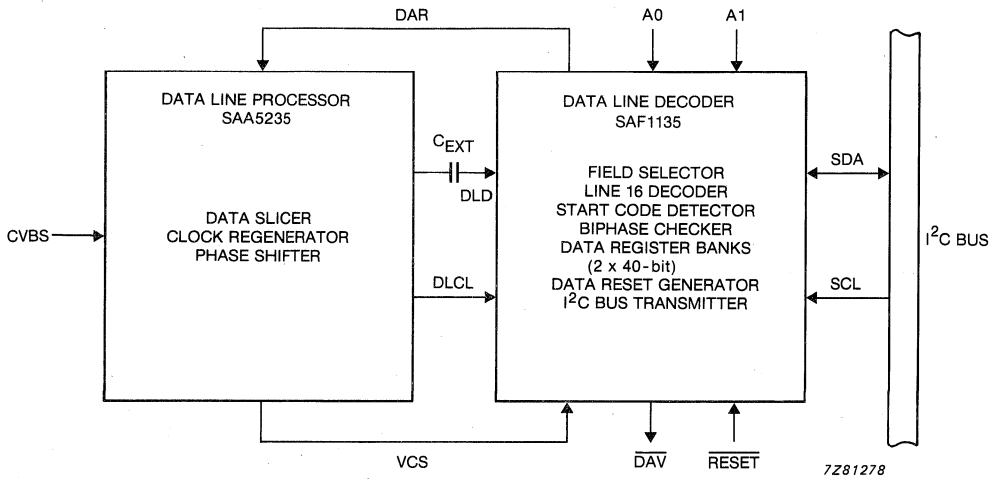 DAR
A0
A1
DATA LINE PROCESSOR
SAA5235
DATA SLICER
CLOCK REGENERATOR
PHASE SHIFTER
CVBS
C_EXT
DLD
DLCL
VCS
DATA LINE DECODER
SAF1135
FIELD SELECTOR
LINE 16 DECODER
START CODE DETECTOR
BIPHASE CHECKER
DATA REGISTER BANKS
(2 x 40-bit)
DATA RESET GENERATOR
I²C BUS TRANSMITTER
SDA
SCL
I²C BUS
DAV
RESET
7Z81278